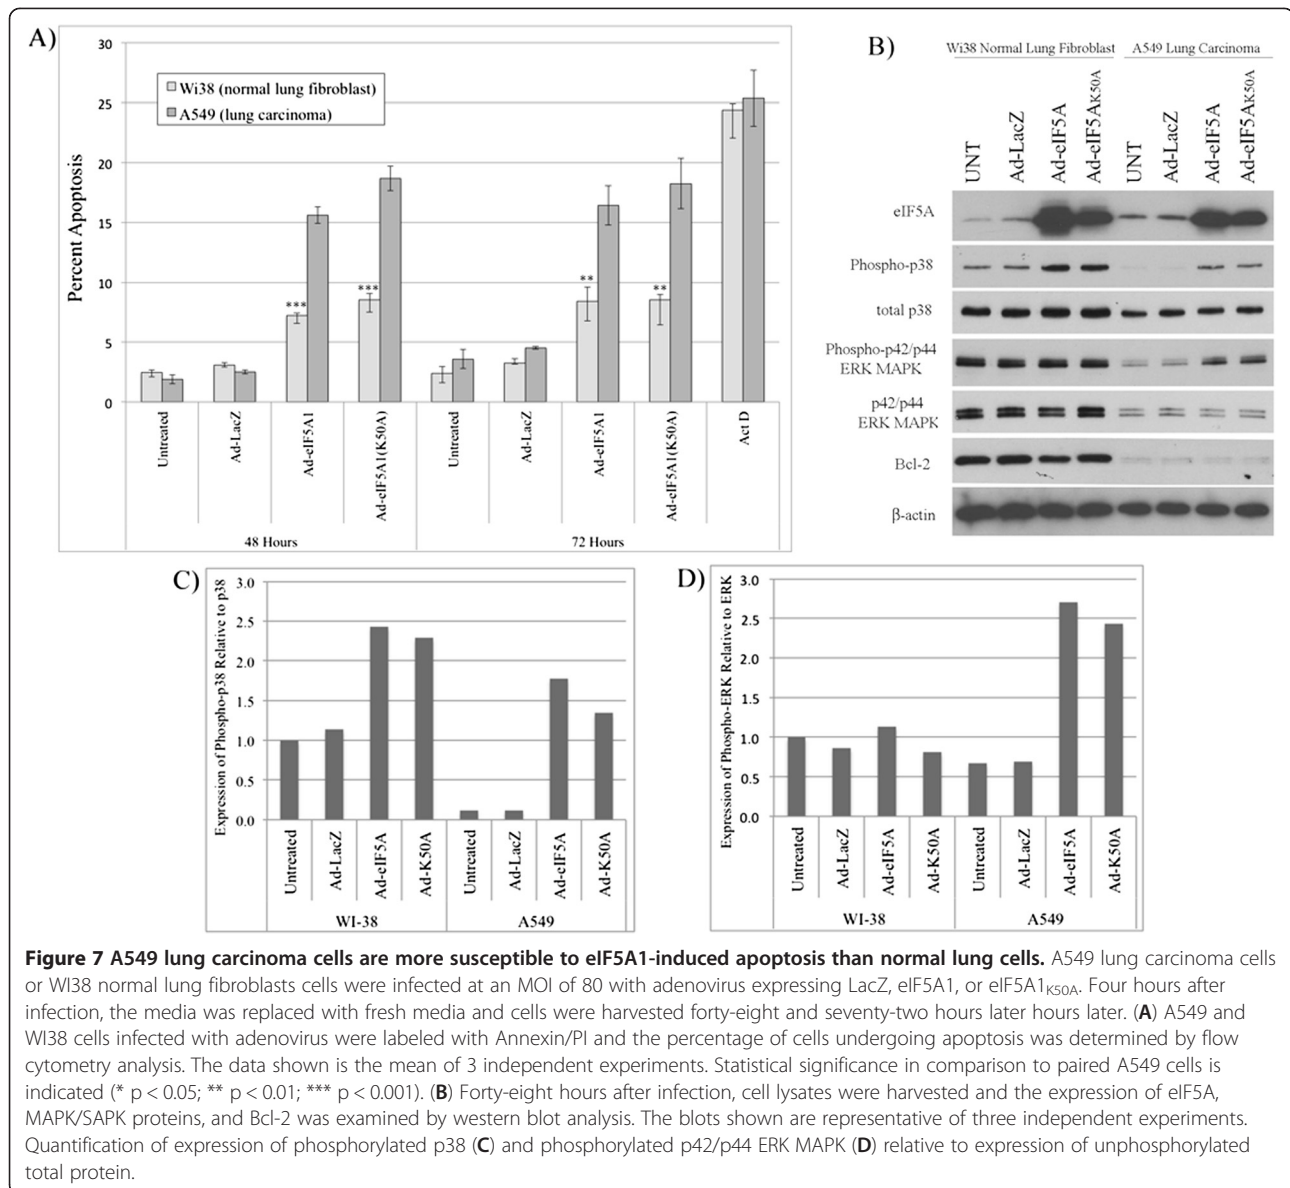 A)
30
25
20
15
10
5
0
Percent Apoptosis
Wi38 (normal lung fibroblast)
A549 (lung carcinoma)
***
***
**
**
Untreated
Ad-LacZ
Ad-eIF5A1
Ad-eIF5A1(K50A)
Untreated
Ad-LacZ
Ad-eIF5A1
Ad-eIF5A1(K50A)
Act D
48 Hours
72 Hours
B)
Wi38 Normal Lung Fibroblast
A549 Lung Carcinoma
UNT
Ad-LacZ
Ad-eIF5A
Ad-eIF5AK50A
UNT
Ad-LacZ
Ad-eIF5A
Ad-eIF5AK50A
eIF5A
Phospho-p38
total p38
Phospho-p42/p44
ERK MAPK
p42/p44
ERK MAPK
Bcl-2
β-actin
C)
Expression of Phospho-p38 Relative to p38
3.0
2.5
2.0
1.5
1.0
0.5
0.0
Untreated
Ad-LacZ
Ad-eIF5A
Ad-K50A
Untreated
Ad-LacZ
Ad-eIF5A
Ad-K50A
WI-38
A549
D)
Expression of Phospho-ERK Relative to ERK
3.0
2.5
2.0
1.5
1.0
0.5
0.0
Untreated
Ad-LacZ
Ad-eIF5A
Ad-K50A
Untreated
Ad-LacZ
Ad-eIF5A
Ad-K50A
WI-38
A549
Figure 7 A549 lung carcinoma cells are more susceptible to eIF5A1-induced apoptosis than normal lung cells. A549 lung carcinoma cells
or WI38 normal lung fibroblasts cells were infected at an MOI of 80 with adenovirus expressing LacZ, eIF5A1, or eIF5A1K50A. Four hours after
infection, the media was replaced with fresh media and cells were harvested forty-eight and seventy-two hours later hours later. (A) A549 and
WI38 cells infected with adenovirus were labeled with Annexin/PI and the percentage of cells undergoing apoptosis was determined by flow
cytometry analysis. The data shown is the mean of 3 independent experiments. Statistical significance in comparison to paired A549 cells is
indicated (* p < 0.05; ** p < 0.01; *** p < 0.001). (B) Forty-eight hours after infection, cell lysates were harvested and the expression of eIF5A,
MAPK/SAPK proteins, and Bcl-2 was examined by western blot analysis. The blots shown are representative of three independent experiments.
Quantification of expression of phosphorylated p38 (C) and phosphorylated p42/p44 ERK MAPK (D) relative to expression of unphosphorylated
total protein.